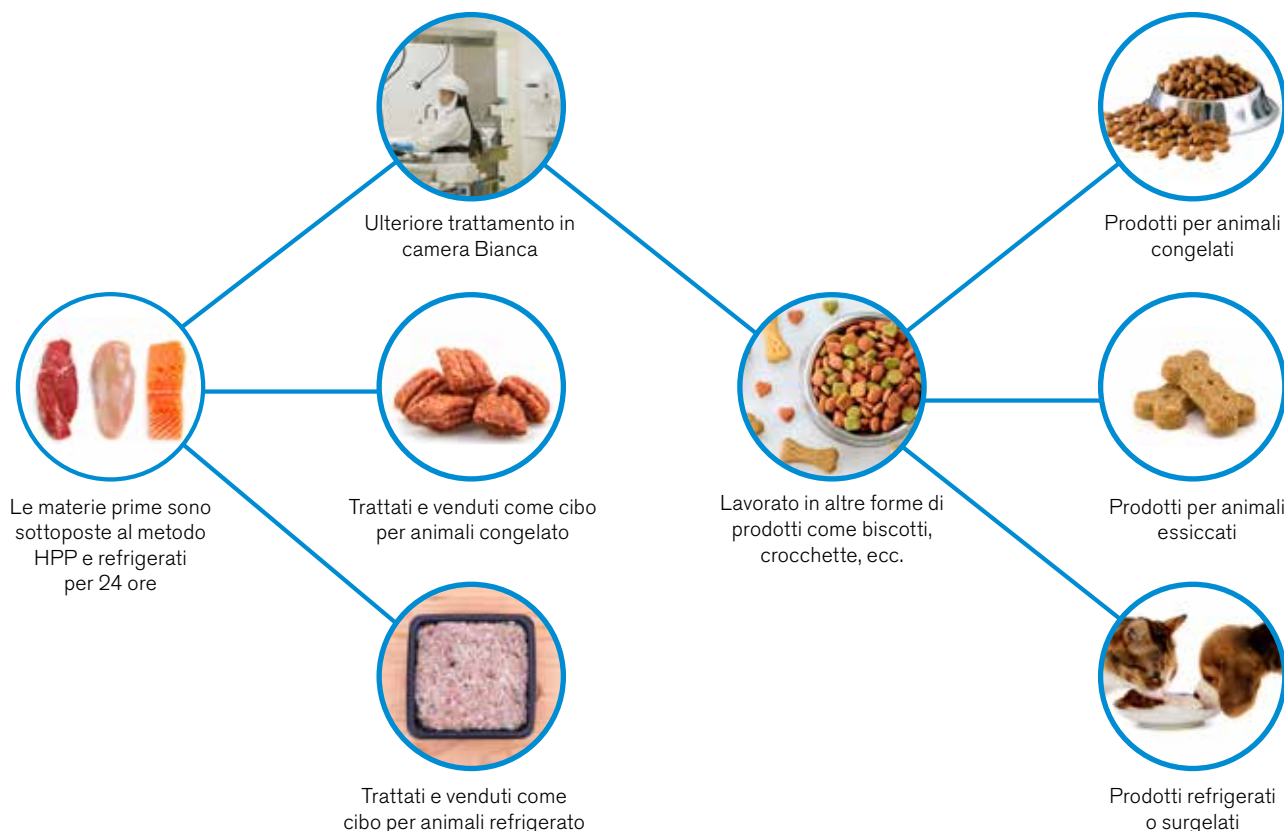 Ulteriore trattamento in
camera Bianca
Prodotti per animali
congelati
Le materie prime sono
sottoposte al metodo
HPP e refrigerati
per 24 ore
Trattati e venduti come cibo
per animali congelato
Lavorato in altre forme di
prodotti come biscotti,
crocchette, ecc.
Prodotti per animali
essiccati
Trattati e venduti come
cibo per animali refrigerato
Prodotti refrigerati
o surgelati